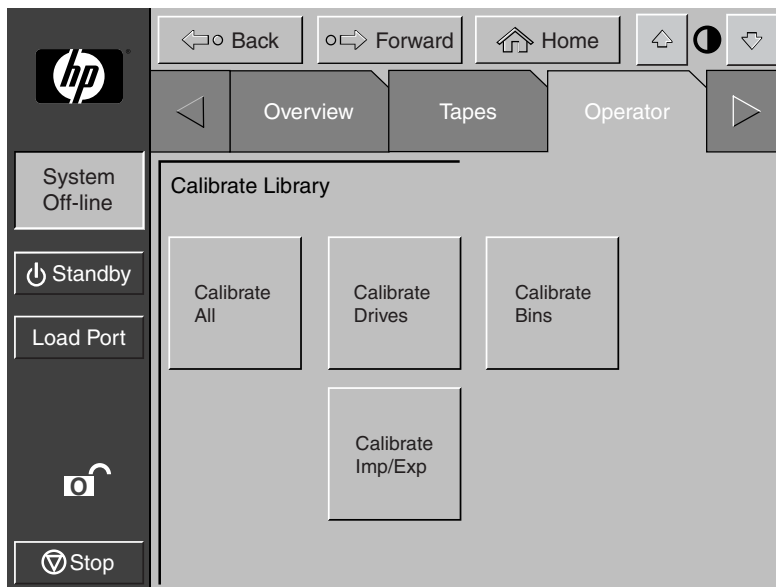 hp
Back
Forward
Home
Overview
Tapes
Operator
System
Off-line
Standby
Load Port
Stop
Calibrate Library
Calibrate
All
Calibrate
Drives
Calibrate
Bins
Calibrate
Imp/Exp